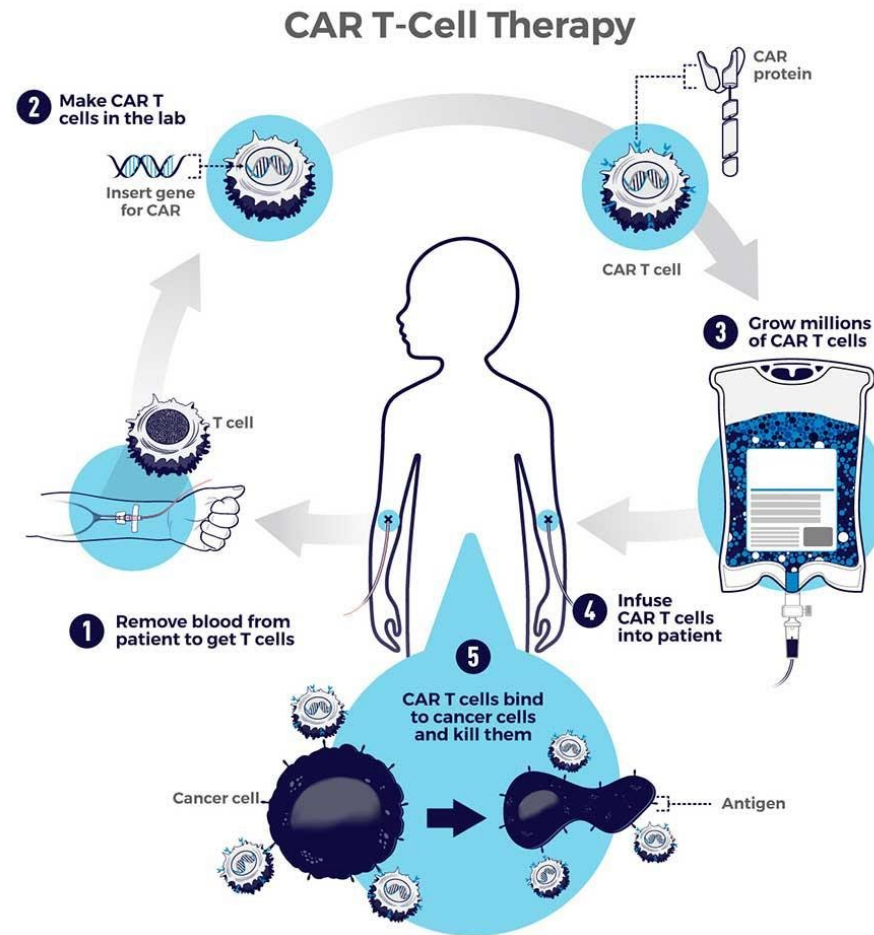 CAR T-Cell Therapy
CAR
protein
2 Make CAR T
cells in the lab
Insert gene
for CAR
CAR T cell
3 Grow millions
of CAR T cells
T cell
1 Remove blood from
patient to get T cells
4 Infuse
CAR T cells
into patient
5
CAR T cells bind
to cancer cells
and kill them
Cancer cell
Antigen